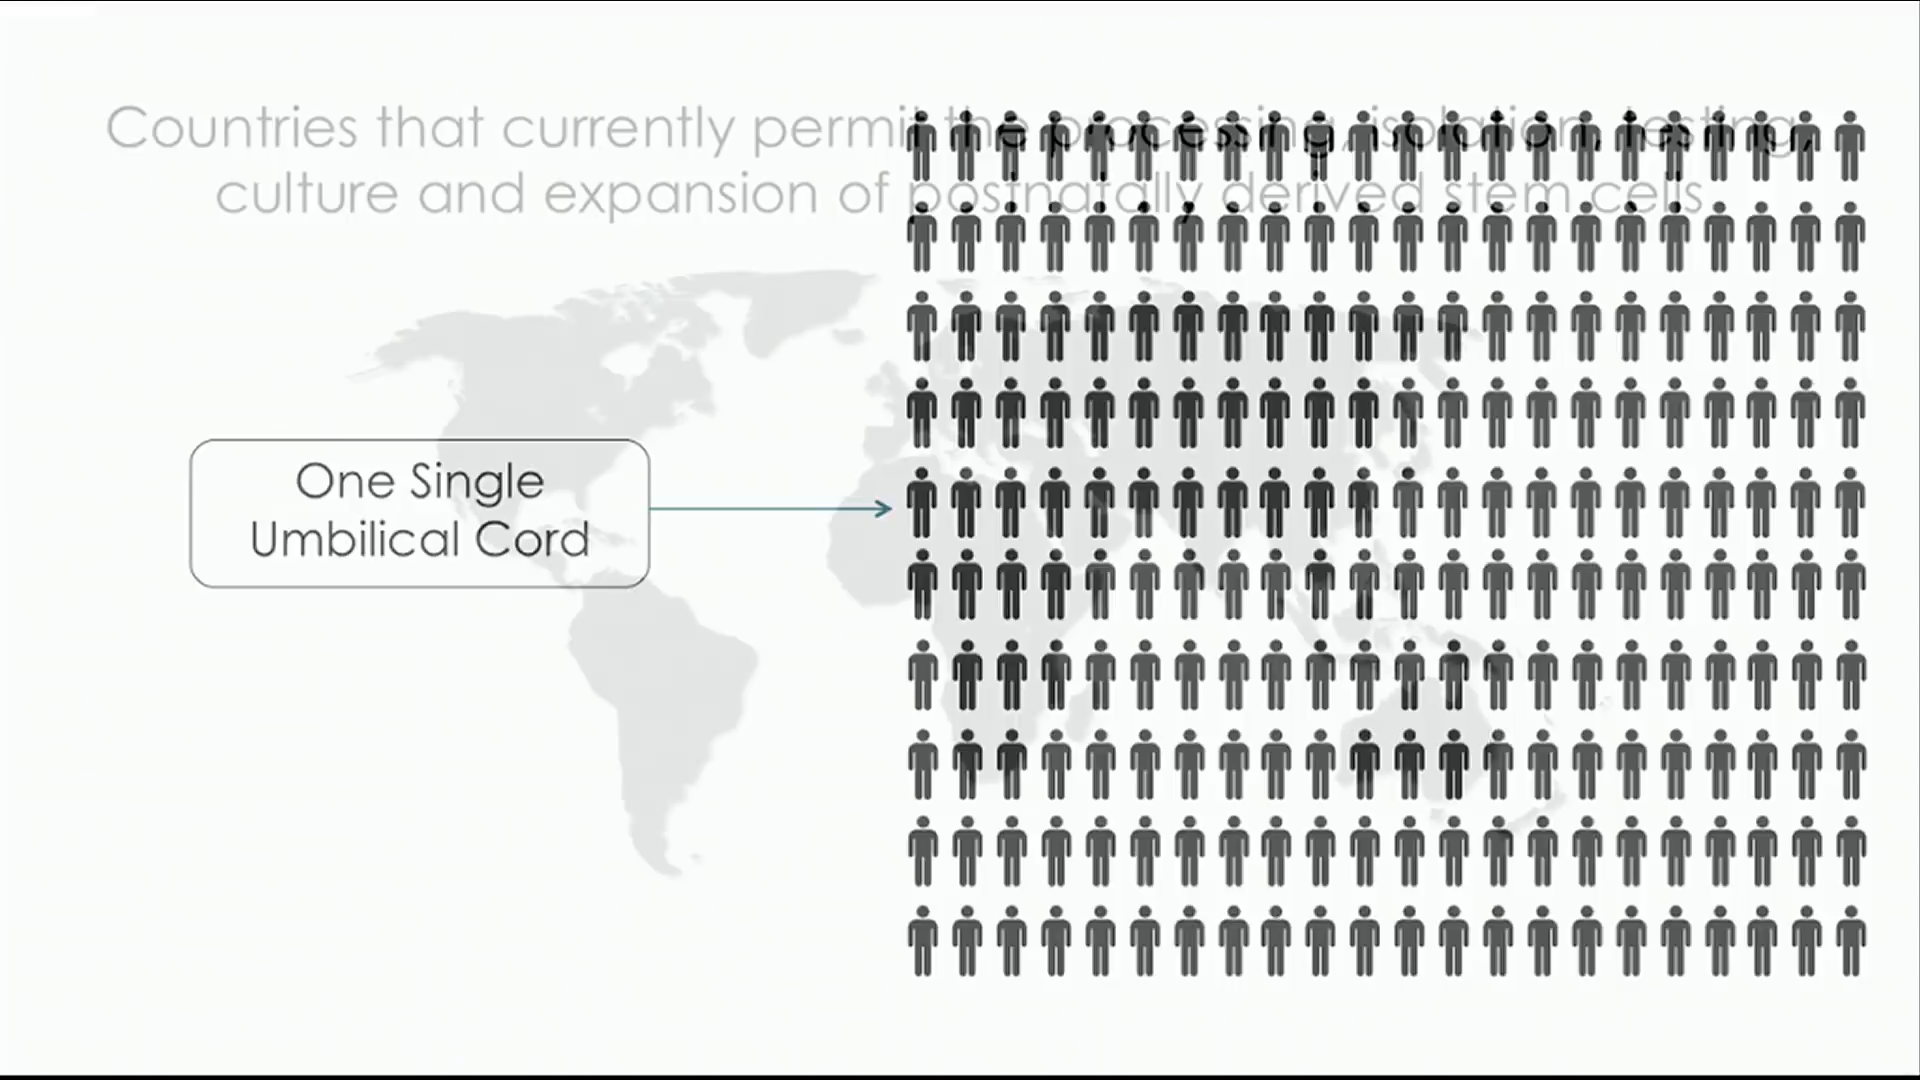 Countries that currently permit the processing, isolation, testing,
culture and expansion of postnatally derived stem cells
One Single
Umbilical Cord